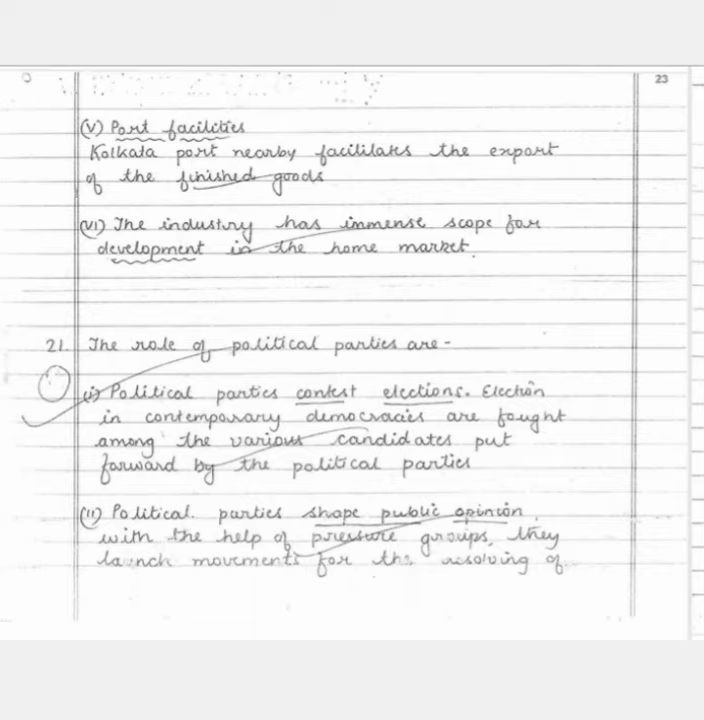 23
(V) Port facilities
Kolkata port nearby facilitates the export
of the finished goods
(VI) The industry has immense scope for
development in the home market.
21. The role of political parties are -
(i) Political parties contest elections. Election
in contemporary democracies are fought
among the various candidates put
forward by the political parties
(II) Political parties shape public opinion.
with the help of pressure groups, they
launch movements for the resolving of